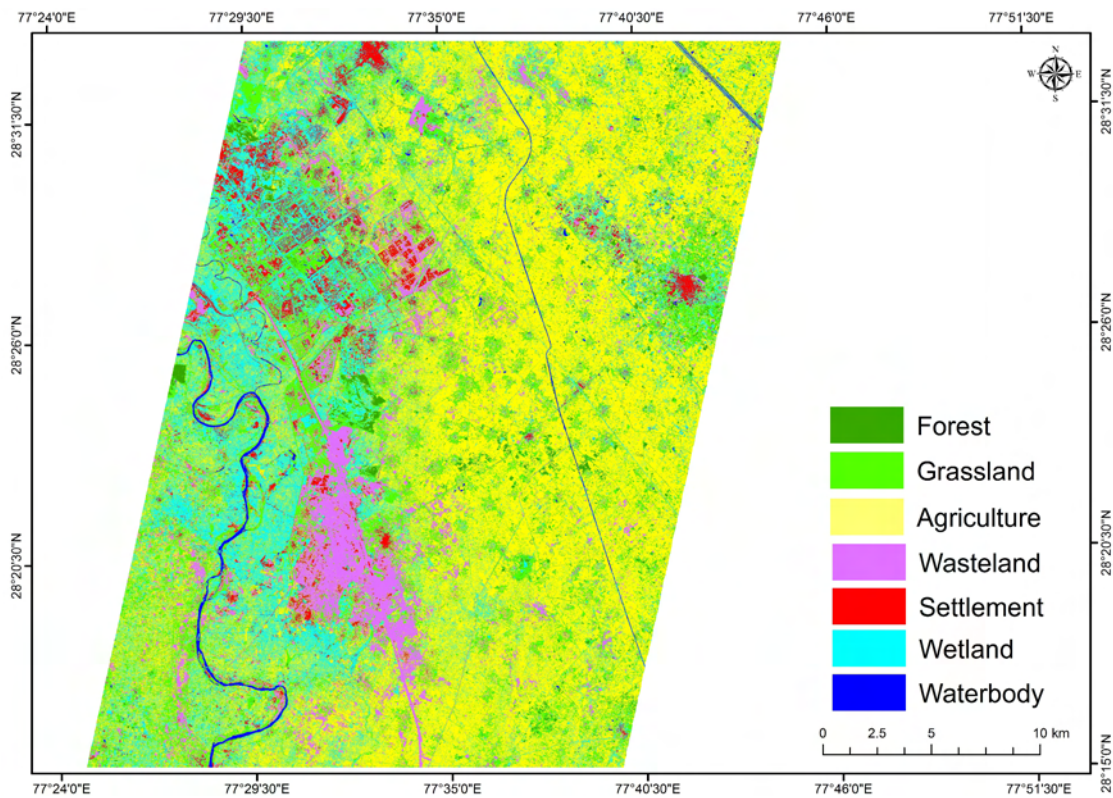 77°24'0"E 77°29'30"E 77°35'0"E 77°40'30"E 77°46'0"E 77°51'30"E
N
W E
S
28°31'30"N 28°31'30"N
28°26'0"N 28°26'0"N
28°20'30"N 28°20'30"N
28°15'0"N
Forest
Grassland
Agriculture
Wasteland
Settlement
Wetland
Waterbody
0 2.5 5 10 km
77°24'0"E 77°29'30"E 77°35'0"E 77°40'30"E 77°46'0"E 77°51'30"E